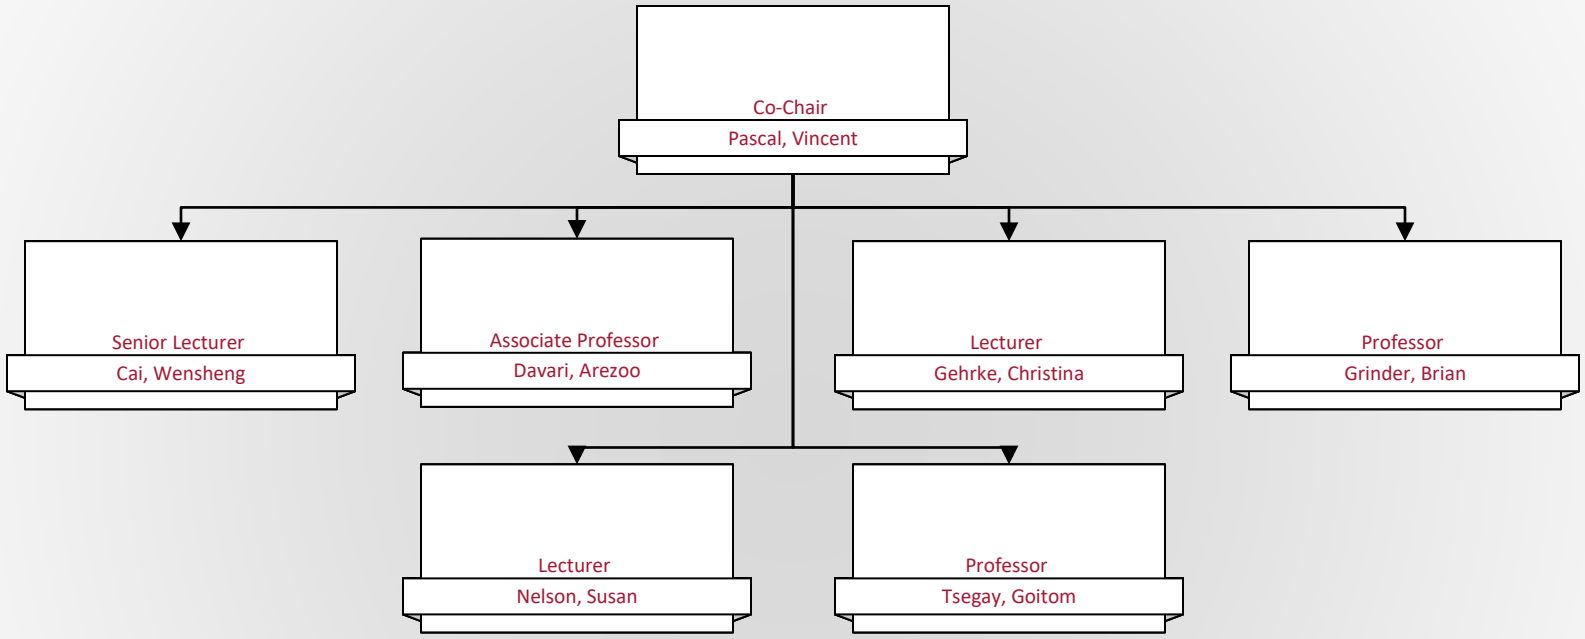 Co-Chair
Pascal, Vincent
Senior Lecturer
Cai, Wensheng
Associate Professor
Davari, Arezoo
Lecturer
Gehrke, Christina
Professor
Grinder, Brian
Lecturer
Nelson, Susan
Professor
Tsegay, Goitom